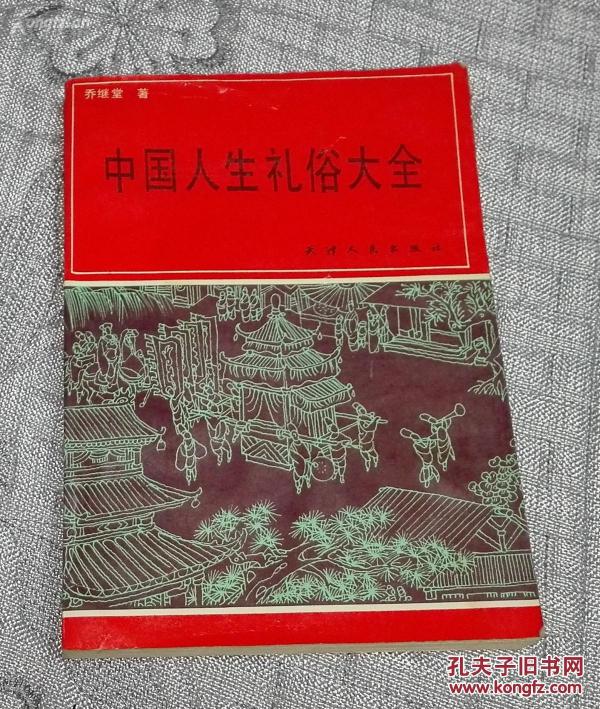 乔继堂 著
中国人生礼俗大全
天津人民出版社
孔夫子旧书网
www.kongfz.com